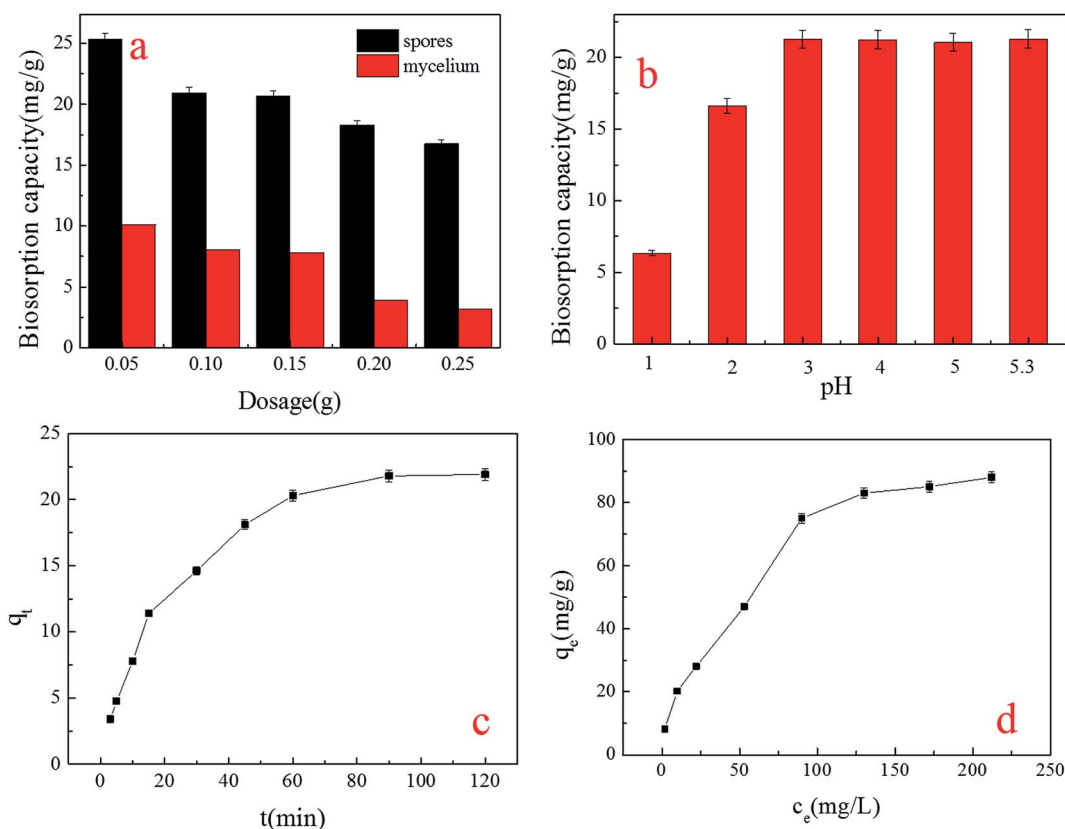 a
spores
mycelium
Biosorption capacity(mg/g)
25
20
15
10
5
0
0.05 0.10 0.15 0.20 0.25
Dosage(g)
b
Biosorption capacity(mg/g)
20
15
10
5
0
1 2 3 4 5 5.3
pH
25
20
15
10
5
0
q_t
c
0 20 40 60 80 100 120
t(min)
100
80
60
40
20
0
q_e(mg/g)
d
0 50 100 150 200 250
c_e(mg/L)